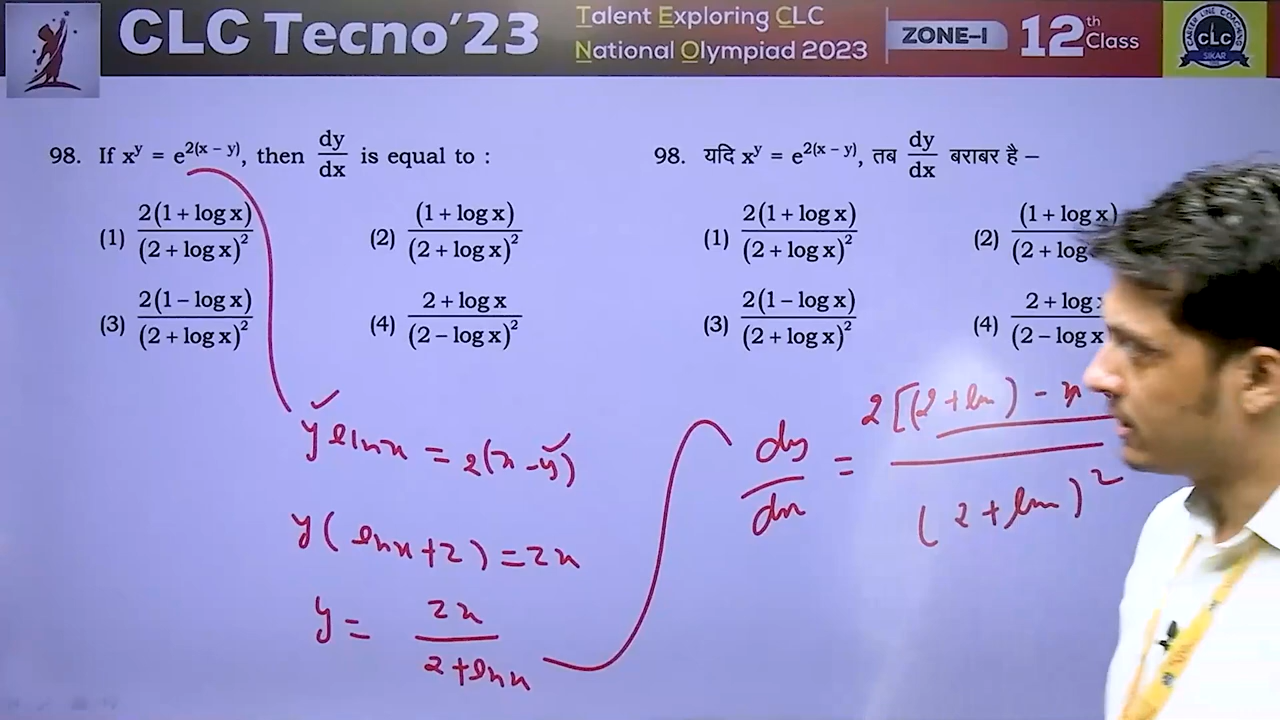 CLC Tecno'23
Talent Exploring CLC
National Olympiad 2023
ZONE-I
12th Class
CLC
SIKAR
98. If x^y = e^{2(x – y)}, then dy/dx is equal to :
(1) 2(1 + log x)/(2 + log x)^2
(2) (1 + log x)/(2 + log x)^2
(3) 2(1 – log x)/(2 + log x)^2
(4) 2 + log x/(2 – log x)^2
98. यदि x^y = e^{2(x – y)}, तब dy/dx बराबर है –
(1) 2(1 + log x)/(2 + log x)^2
(2) (1 + log x)/(2 + log
(3) 2(1 – log x)/(2 + log x)^2
(4) 2 + log x/(2 – log x
y ln x = 2(x - y)
y( ln x + 2 ) = 2x
y = 2x/2 + ln x
dy/dx = 2[(2 + ln x) - x/(2 + ln x)^2